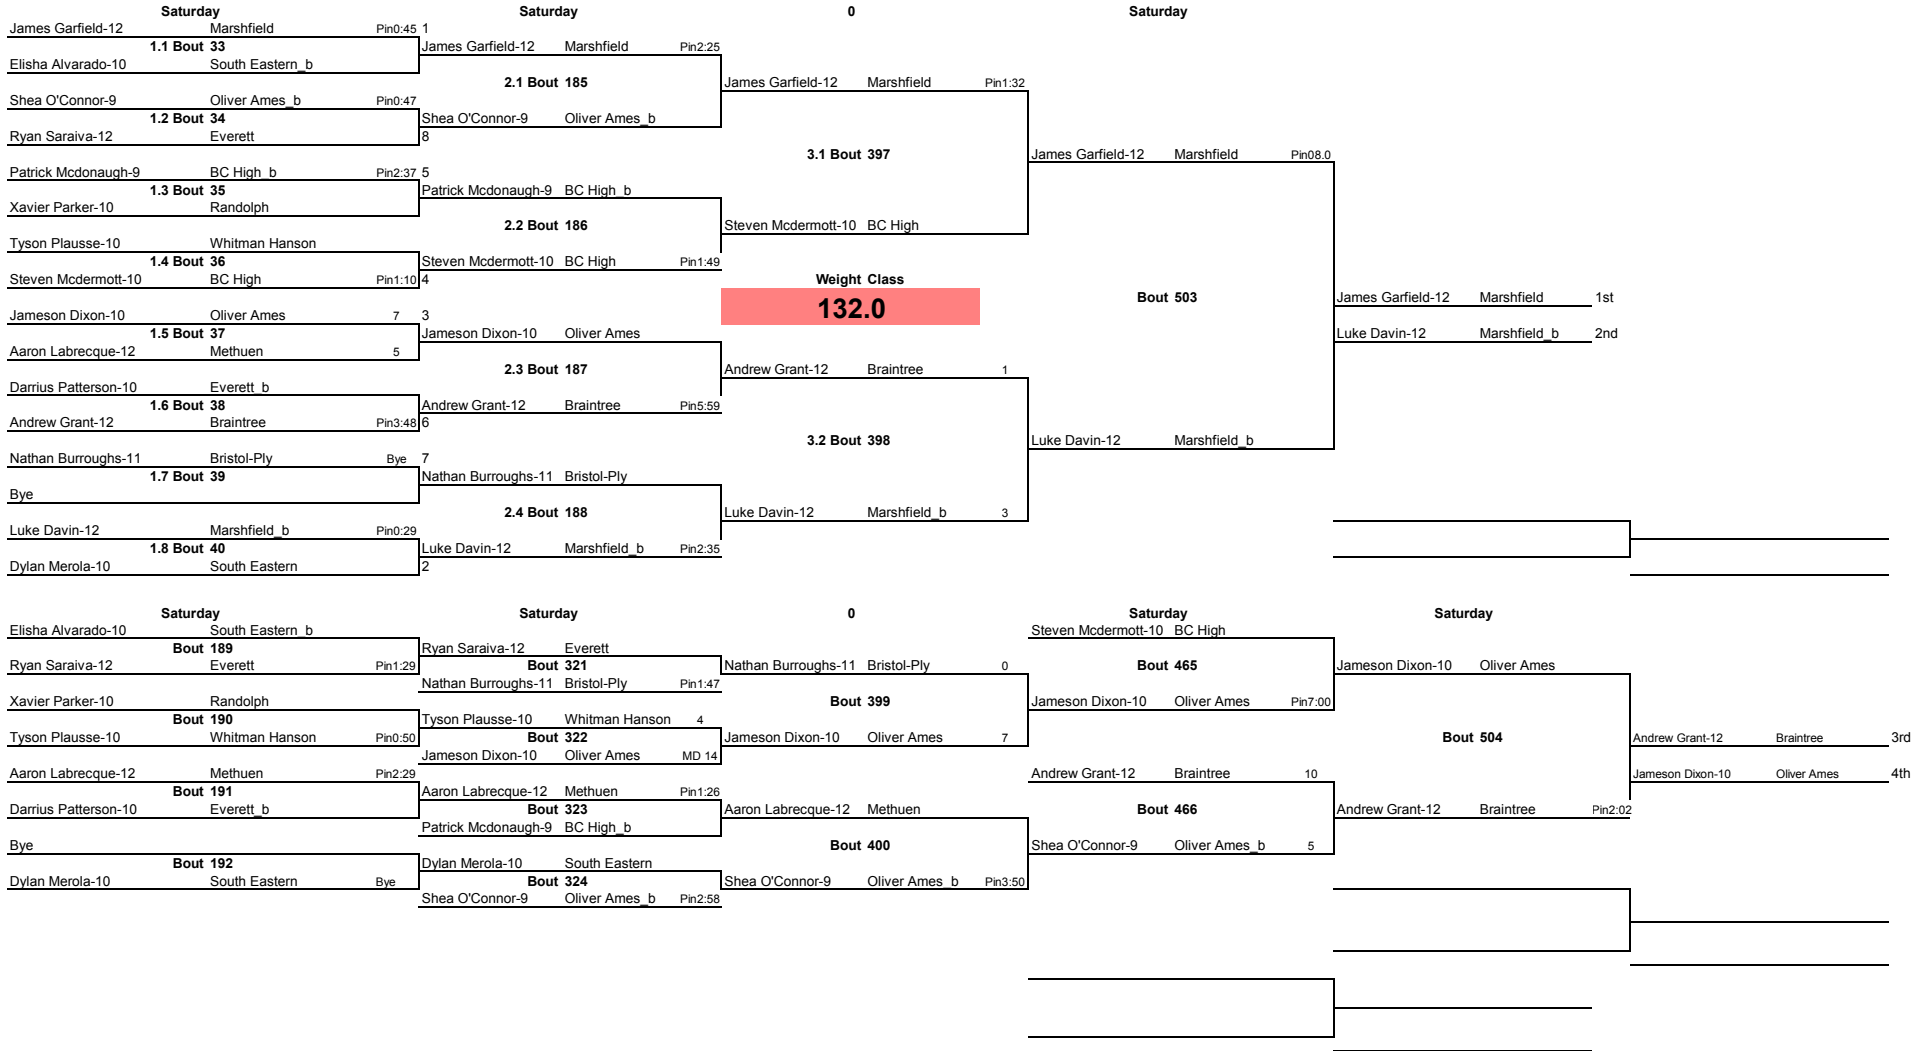 Saturday Saturday 0 Saturday
James Garfield-12 Marshfield Pin0:45 1
1.1 Bout 33 James Garfield-12 Marshfield Pin2:25
Elisha Alvarado-10 South Eastern_b
2.1 Bout 185 James Garfield-12 Marshfield Pin1:32
Shea O'Connor-9 Oliver Ames_b Pin0:47
1.2 Bout 34 Shea O'Connor-9 Oliver Ames_b
Ryan Saraiva-12 Everett 8
3.1 Bout 397 James Garfield-12 Marshfield Pin08.0
Patrick Mcdonaugh-9 BC High_b Pin2:37 5
1.3 Bout 35 Patrick Mcdonaugh-9 BC High_b
Xavier Parker-10 Randolph
2.2 Bout 186 Steven Mcdermott-10 BC High
Tyson Plausse-10 Whitman Hanson
1.4 Bout 36 Steven Mcdermott-10 BC High Pin1:49
Steven Mcdermott-10 BC High Pin1:10 4 Weight Class
Bout 503 James Garfield-12 Marshfield 1st
132.0
Jameson Dixon-10 Oliver Ames 7 3
1.5 Bout 37 Jameson Dixon-10 Oliver Ames Luke Davin-12 Marshfield_b 2nd
Aaron Labrecque-12 Methuen 5
2.3 Bout 187 Andrew Grant-12 Braintree 1
Darrius Patterson-10 Everett_b
1.6 Bout 38 Andrew Grant-12 Braintree Pin5:59
Andrew Grant-12 Braintree Pin3:48 6
3.2 Bout 398 Luke Davin-12 Marshfield_b
Nathan Burroughs-11 Bristol-Ply Bye 7
1.7 Bout 39 Nathan Burroughs-11 Bristol-Ply
Bye
2.4 Bout 188 Luke Davin-12 Marshfield_b 3
Luke Davin-12 Marshfield_b Pin0:29
1.8 Bout 40 Luke Davin-12 Marshfield_b Pin2:35
Dylan Merola-10 South Eastern 2
Saturday Saturday 0 Saturday Saturday
Elisha Alvarado-10 South Eastern_b Steven Mcdermott-10 BC High
Bout 189 Ryan Saraiva-12 Everett
Ryan Saraiva-12 Everett Pin1:29 Bout 321 Nathan Burroughs-11 Bristol-Ply 0 Bout 465 Jameson Dixon-10 Oliver Ames
Nathan Burroughs-11 Bristol-Ply Pin1:47
Xavier Parker-10 Randolph Bout 399 Jameson Dixon-10 Oliver Ames Pin7:00
Bout 190 Tyson Plausse-10 Whitman Hanson 4
Tyson Plausse-10 Whitman Hanson Pin0:50 Bout 322 Jameson Dixon-10 Oliver Ames 7 Bout 504 Andrew Grant-12 Braintree 3rd
Jameson Dixon-10 Oliver Ames MD 14
Aaron Labrecque-12 Methuen Pin2:29 Andrew Grant-12 Braintree 10 Jameson Dixon-10 Oliver Ames 4th
Bout 191 Aaron Labrecque-12 Methuen Pin1:26
Darrius Patterson-10 Everett_b Bout 323 Aaron Labrecque-12 Methuen Bout 466 Andrew Grant-12 Braintree Pin2:02
Patrick Mcdonaugh-9 BC High_b
Bye Bout 400 Shea O'Connor-9 Oliver Ames_b 5
Bout 192 Dylan Merola-10 South Eastern
Dylan Merola-10 South Eastern Bye Bout 324 Shea O'Connor-9 Oliver Ames_b Pin3:50
Shea O'Connor-9 Oliver Ames_b Pin2:58